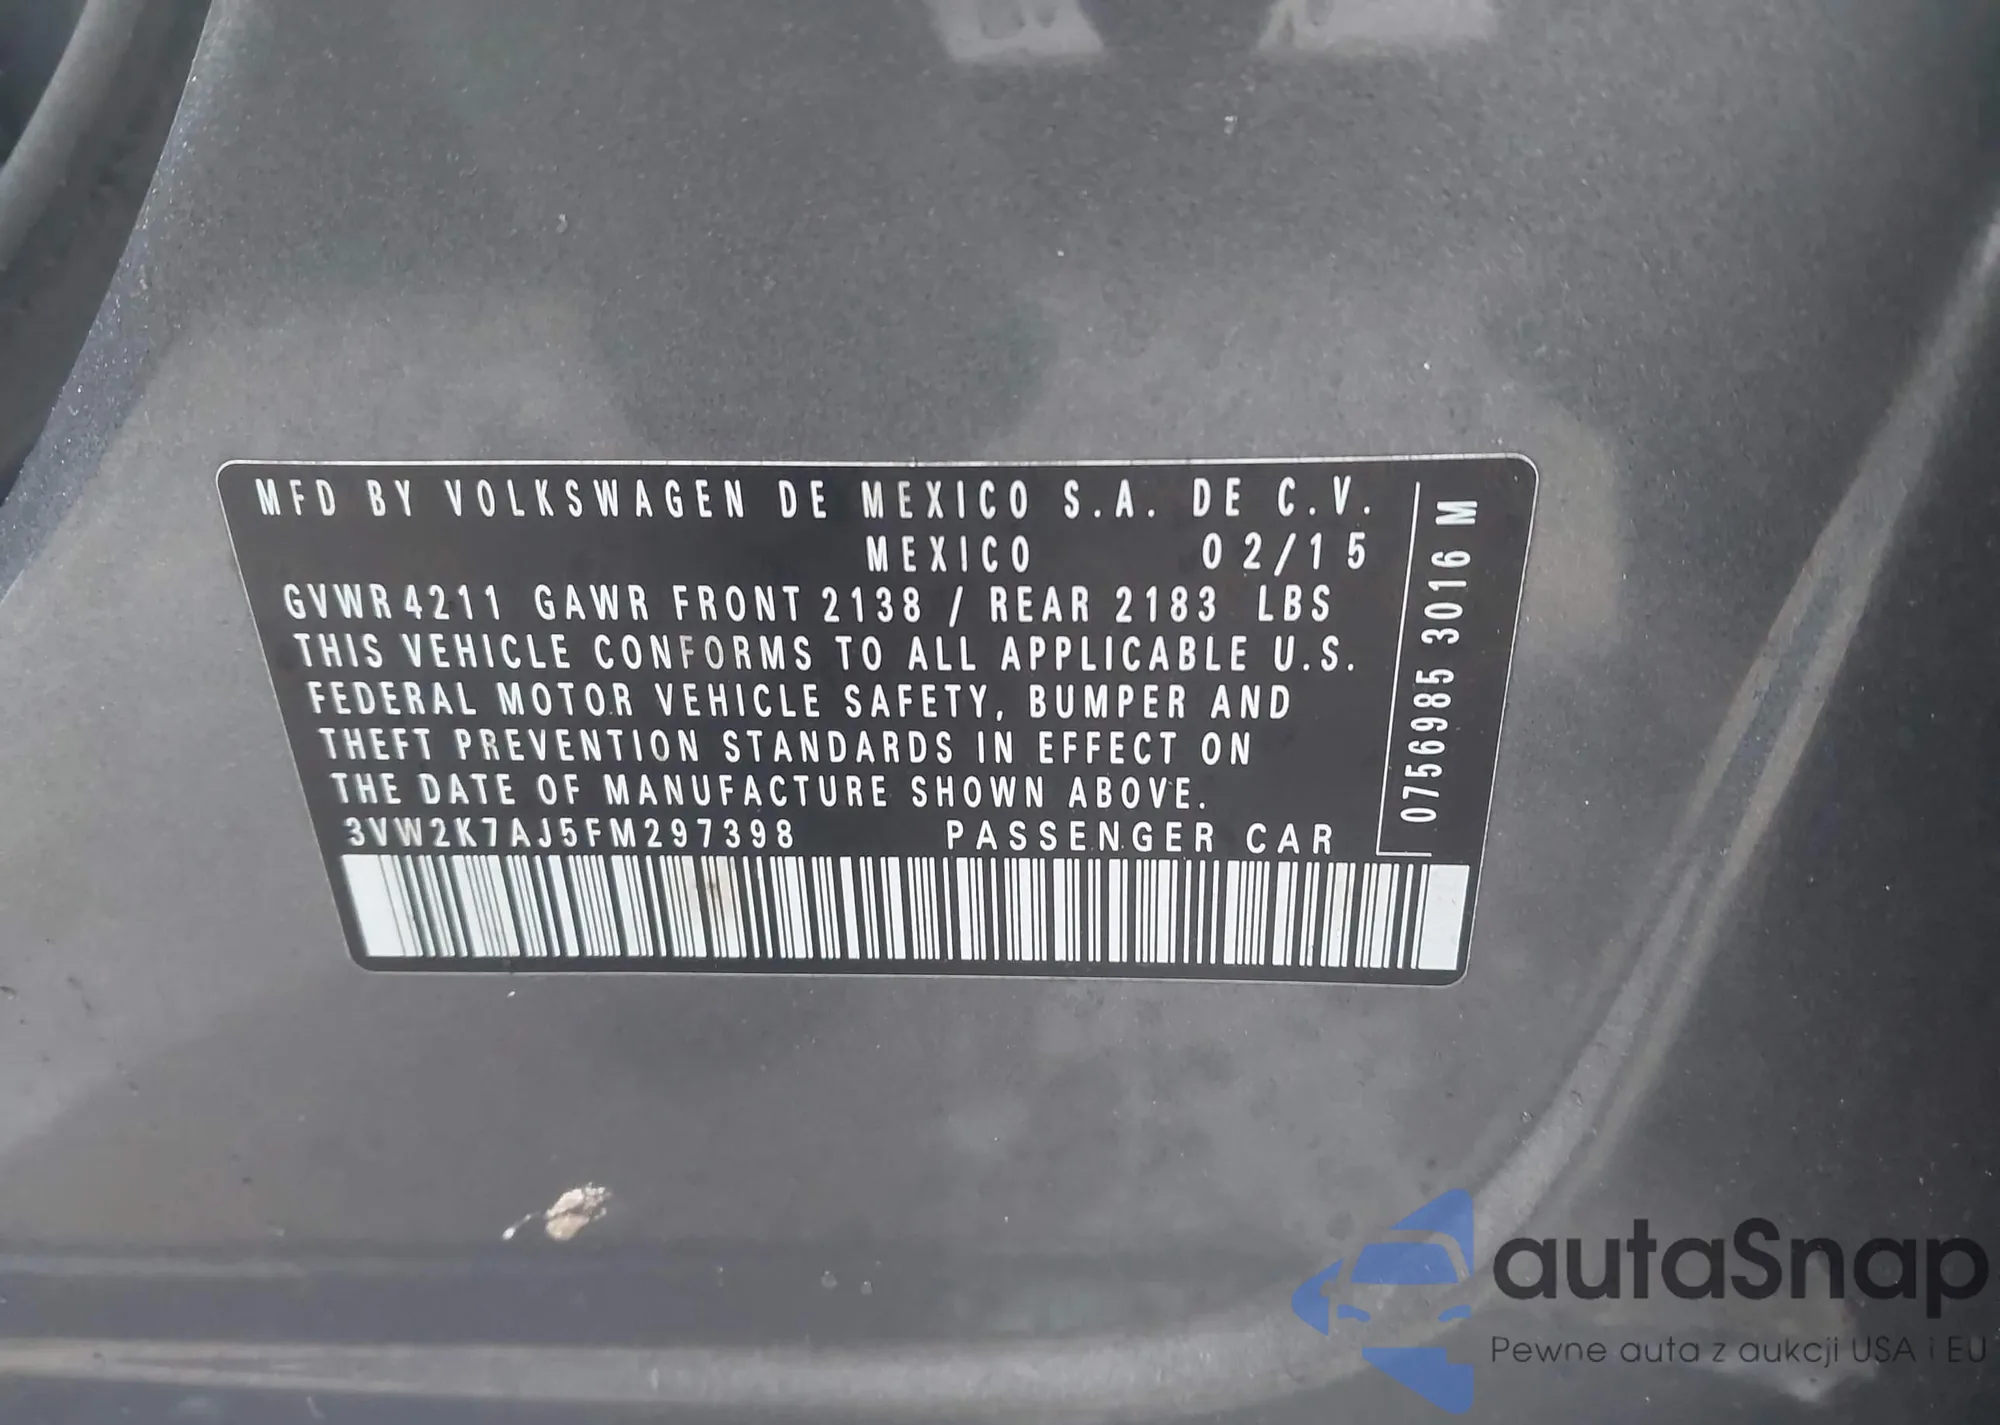 MFD BY VOLKSWAGEN DE MEXICO S.A. DE C.V.
MEXICO 02/15
GVWR 4211 GAWR FRONT 2138 / REAR 2183 LBS
THIS VEHICLE CONFORMS TO ALL APPLICABLE U.S.
FEDERAL MOTOR VEHICLE SAFETY, BUMPER AND
THEFT PREVENTION STANDARDS IN EFFECT ON
THE DATE OF MANUFACTURE SHOWN ABOVE.
3VW2K7AJ5FM297398 PASSENGER CAR
0756985 3016 M
autaSnap
Pewne auta z aukcji USA i EU